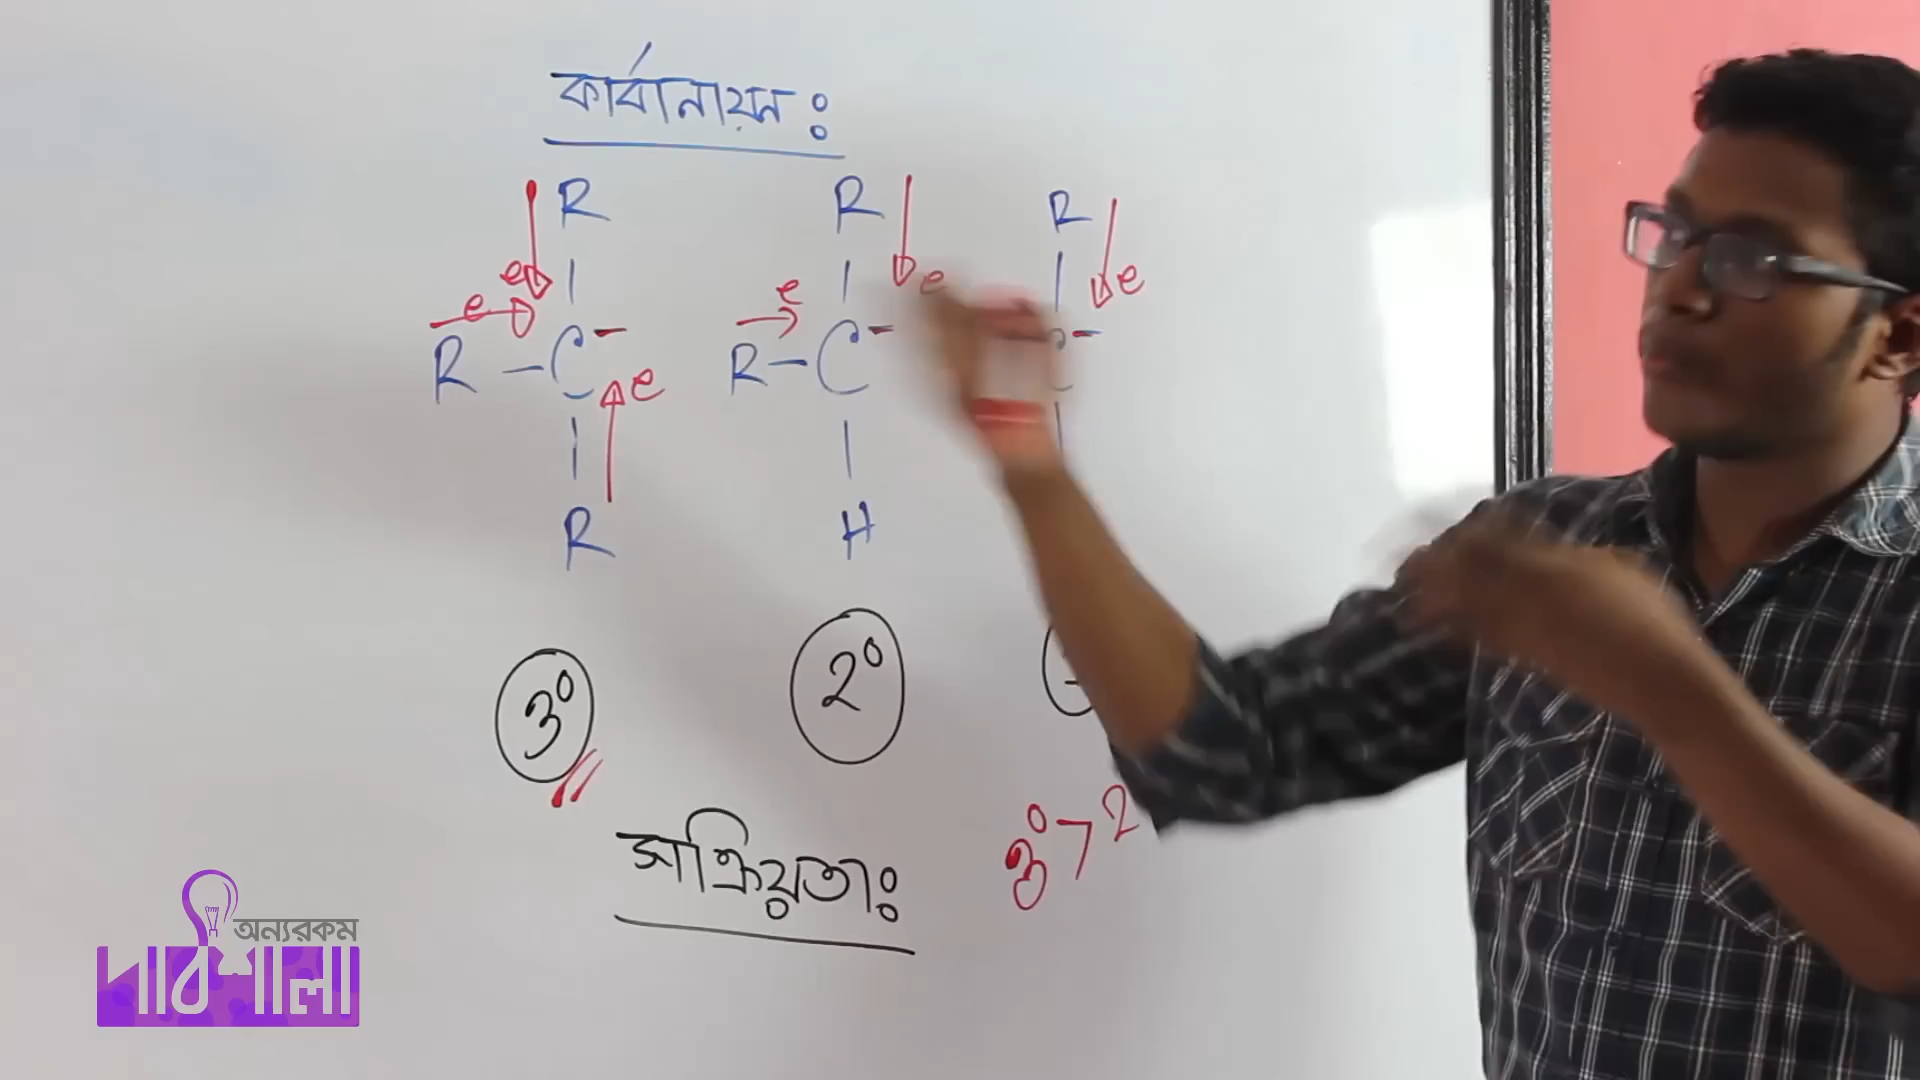 কার্বানায়ন ঃ
R R R
e e e
e e
R – C – R – C – –
e
R H
3° 2°
3° > 2
সক্রিয়তাঃ
অন্যরকম
পাঠশালা